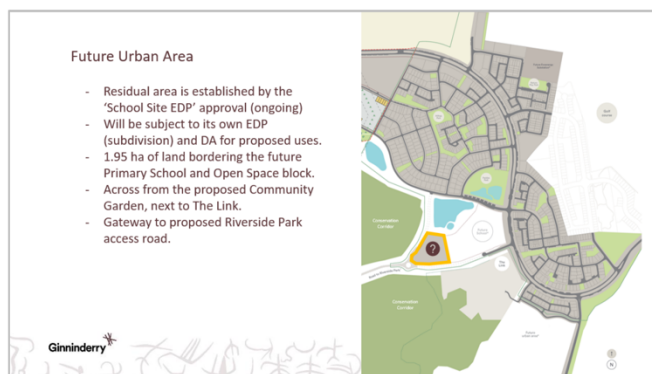 Future Urban Area
- Residual area is established by the
'School Site EDP' approval (ongoing)
- Will be subject to its own EDP
(subdivision) and DA for proposed uses.
- 1.95 ha of land bordering the future
Primary School and Open Space block.
- Across from the proposed Community
Garden, next to The Link.
- Gateway to proposed Riverside Park
access road.
Ginninderry
Conservation
Corridor
?
Conservation
Corridor